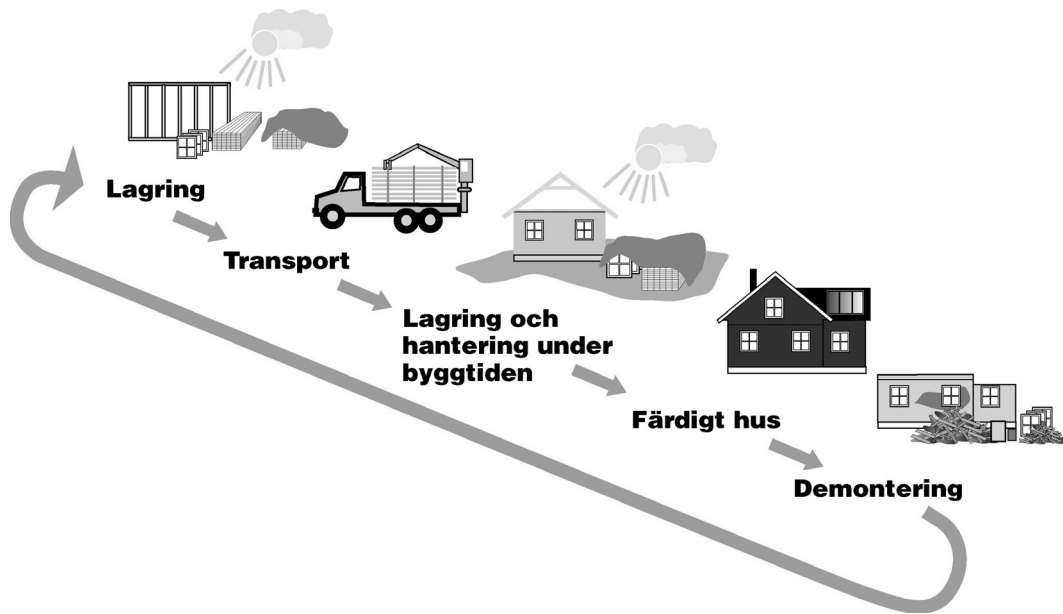 Lagring
Transport
Lagring och
hantering under
byggtiden
Färdigt hus
Demontering